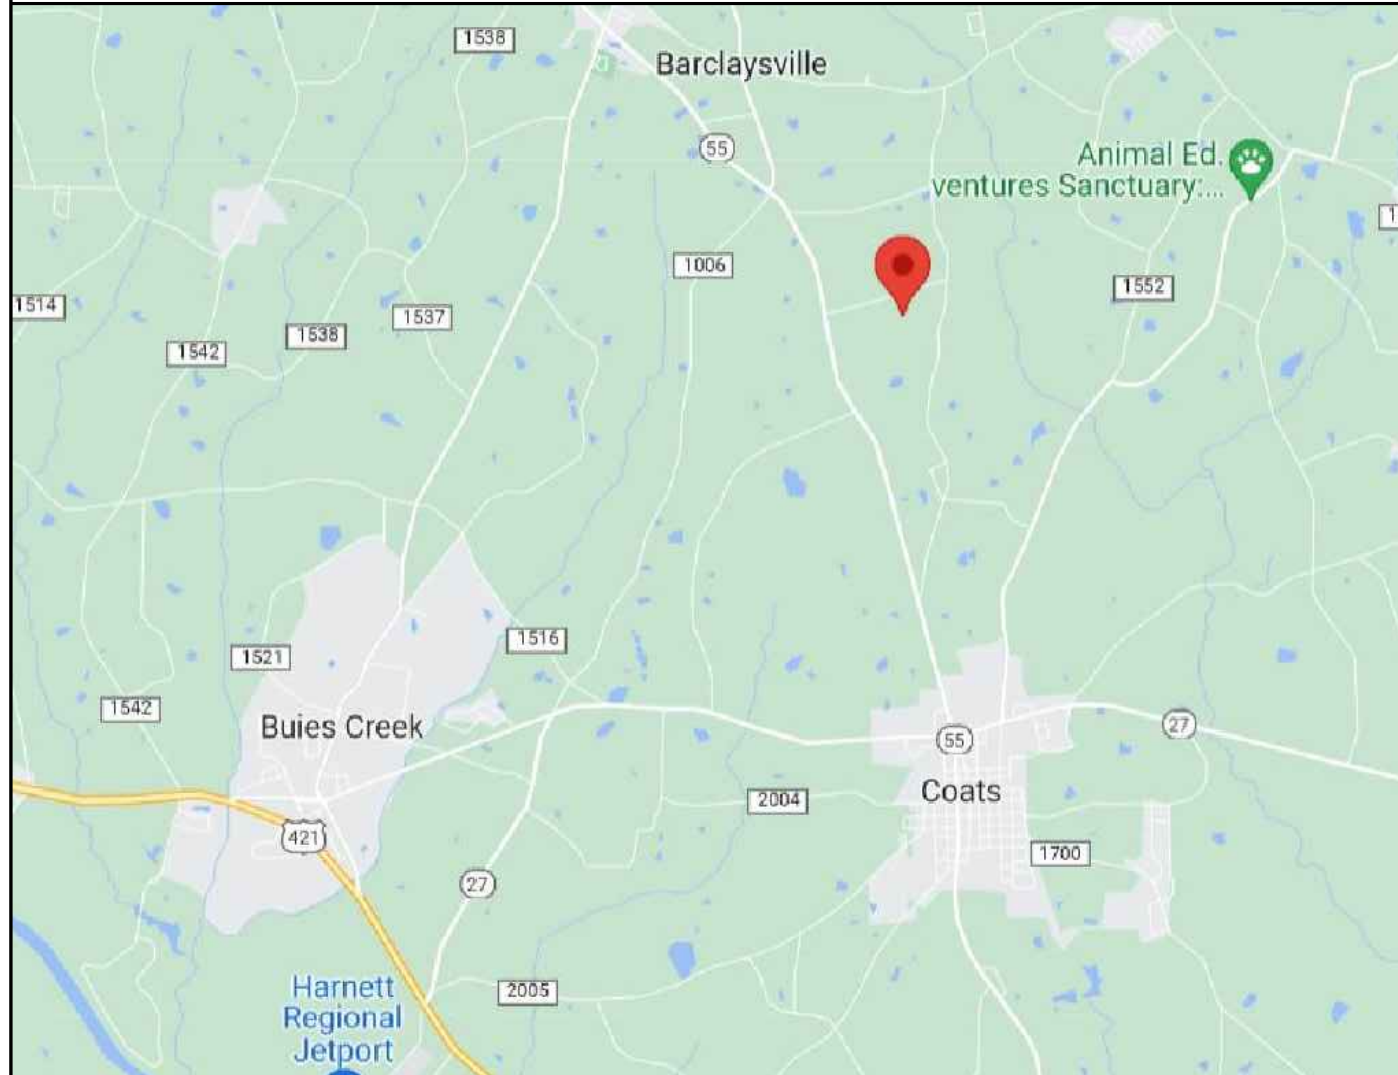 1538
Barclaysville
55
Animal Ed.
ventures Sanctuary:...
1006
1552
1514
1537
1538
1542
1516
1521
1542
Buies Creek
55
27
Coats
2004
421
1700
27
Harnett
Regional
Jetport
2005